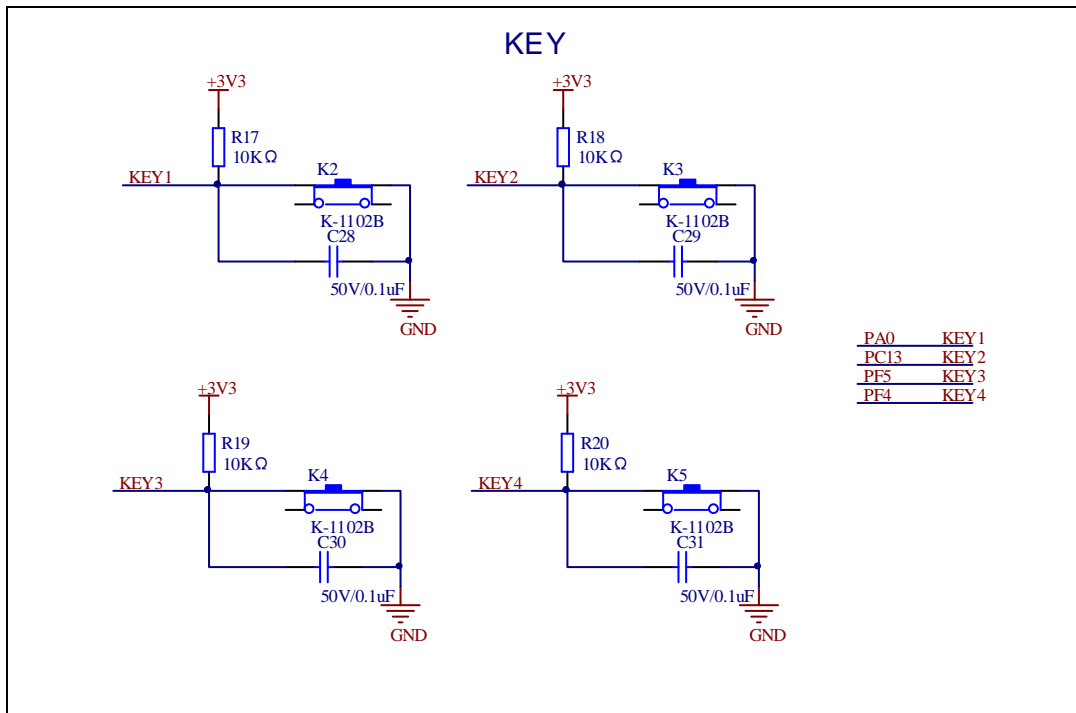 KEY
+3V3
R17
10KΩ
KEY1
K2
K-1102B
C28
50V/0.1uF
GND
+3V3
R18
10KΩ
KEY2
K3
K-1102B
C29
50V/0.1uF
GND
PA0 KEY1
PC13 KEY2
PF5 KEY3
PF4 KEY4
+3V3
R19
10KΩ
KEY3
K4
K-1102B
C30
50V/0.1uF
GND
+3V3
R20
10KΩ
KEY4
K5
K-1102B
C31
50V/0.1uF
GND